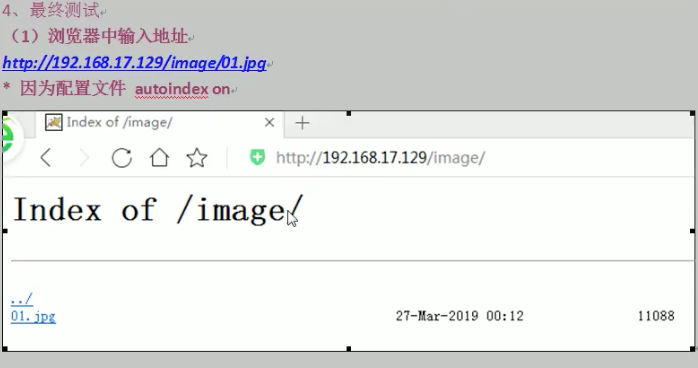 4、最终测试
（1）浏览器中输入地址
http://192.168.17.129/image/01.jpg
* 因为配置文件 autoindex on
Index of /image/
http://192.168.17.129/image/
Index of /image/
../
01.jpg 27-Mar-2019 00:12 11088